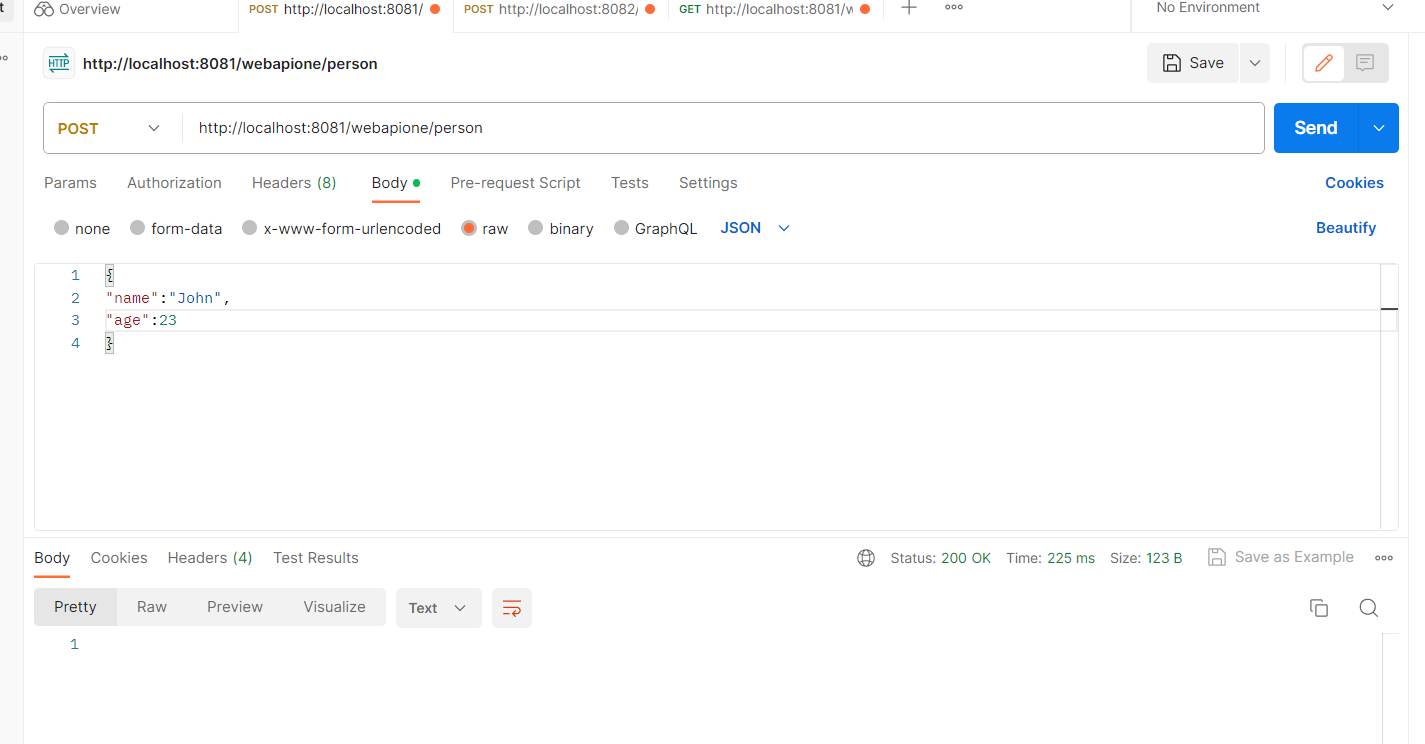 t
Overview
POST http://localhost:8081/
POST http://localhost:8082/
GET http://localhost:8081/w
No Environment
HTTP http://localhost:8081/webapione/person
Save
POST http://localhost:8081/webapione/person
Send
Params Authorization Headers (8) Body Pre-request Script Tests Settings Cookies
none form-data x-www-form-urlencoded raw binary GraphQL JSON Beautify
1 {
2 "name":"John",
3 "age":23
4 }
Body Cookies Headers (4) Test Results Status: 200 OK Time: 225 ms Size: 123 B Save as Example
Pretty Raw Preview Visualize Text
1